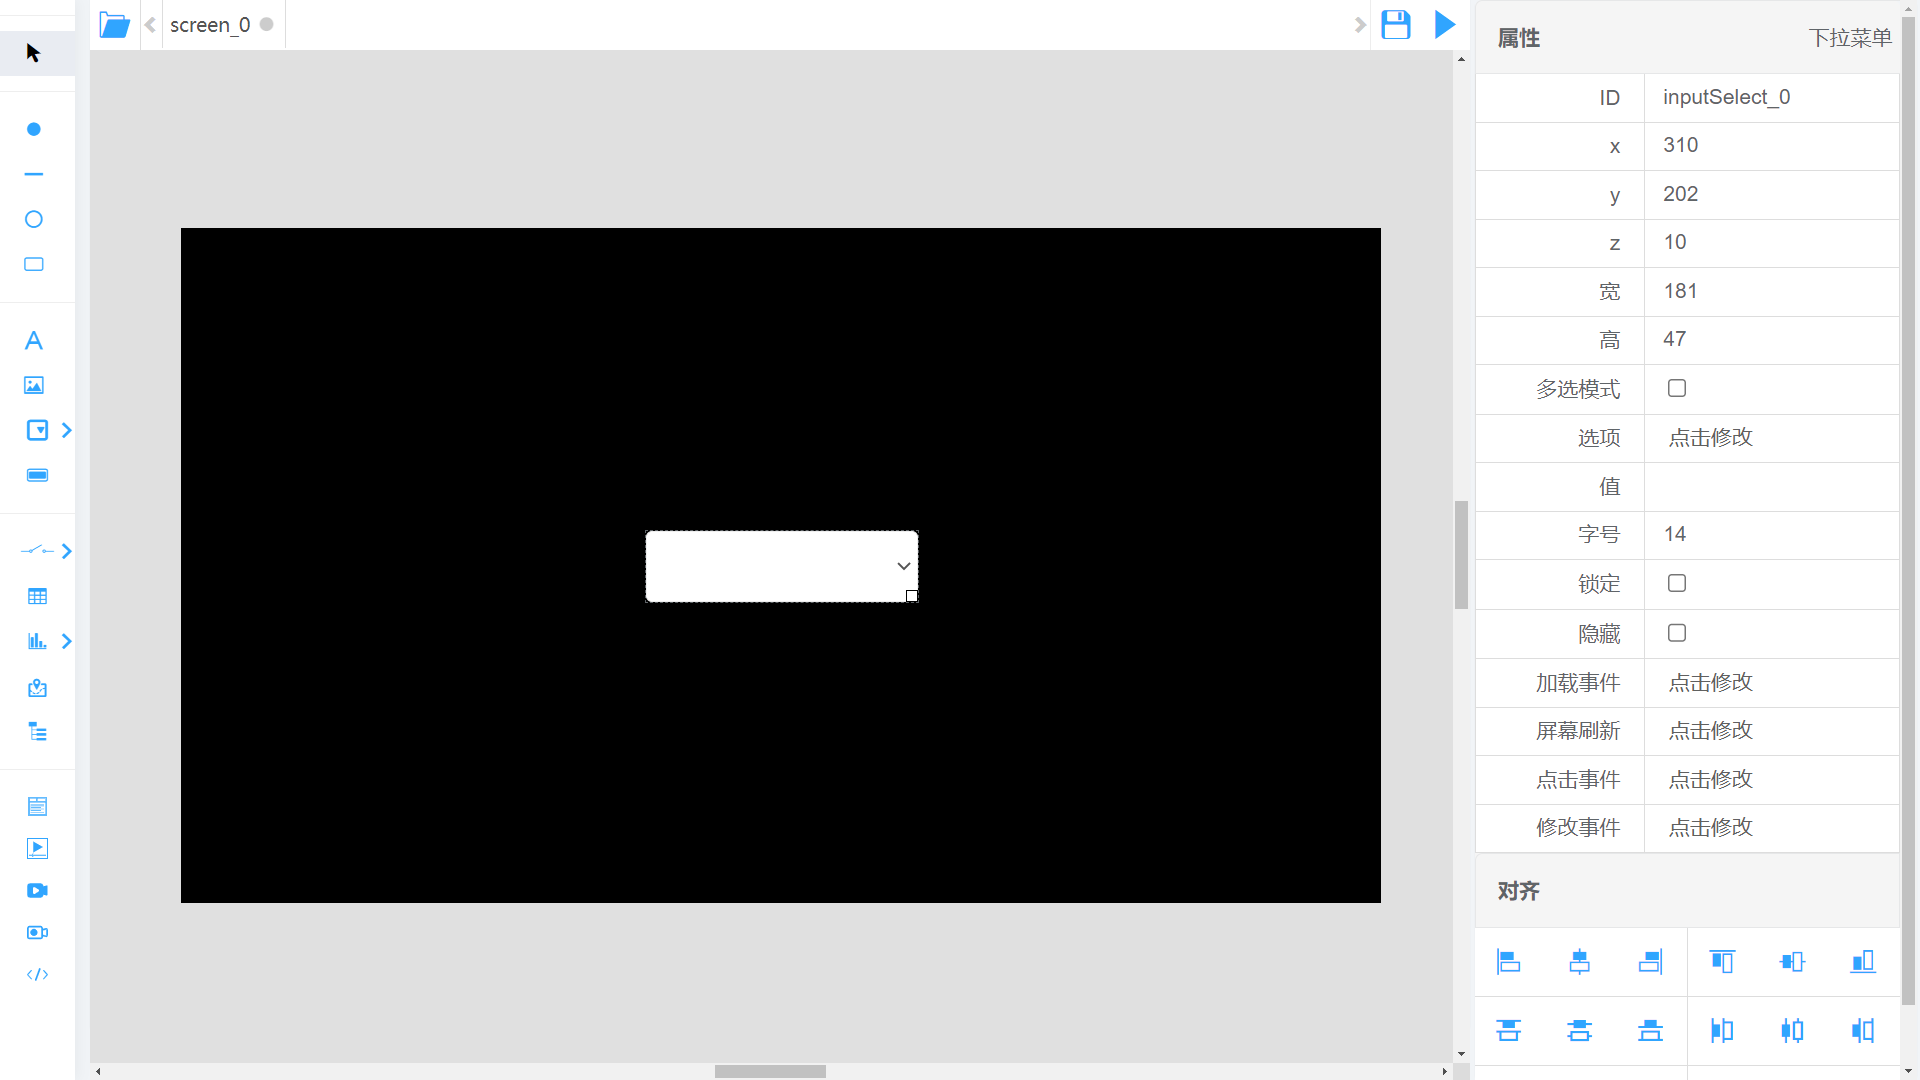 screen_0
属性 下拉菜单
ID inputSelect_0
x 310
y 202
z 10
宽 181
高 47
多选模式
选项 点击修改
值
字号 14
锁定
隐藏
加载事件 点击修改
屏幕刷新 点击修改
点击事件 点击修改
修改事件 点击修改
对齐